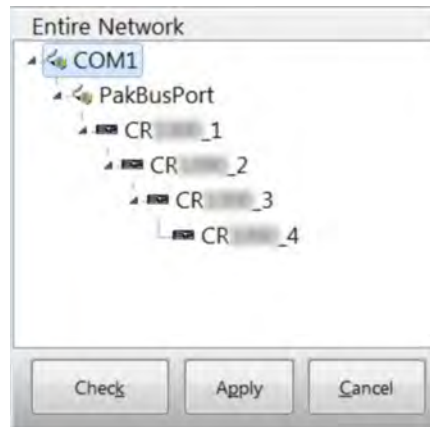 Entire Network
COM1
PakBusPort
CR _1
CR _2
CR _3
CR _4
Check Apply Cancel